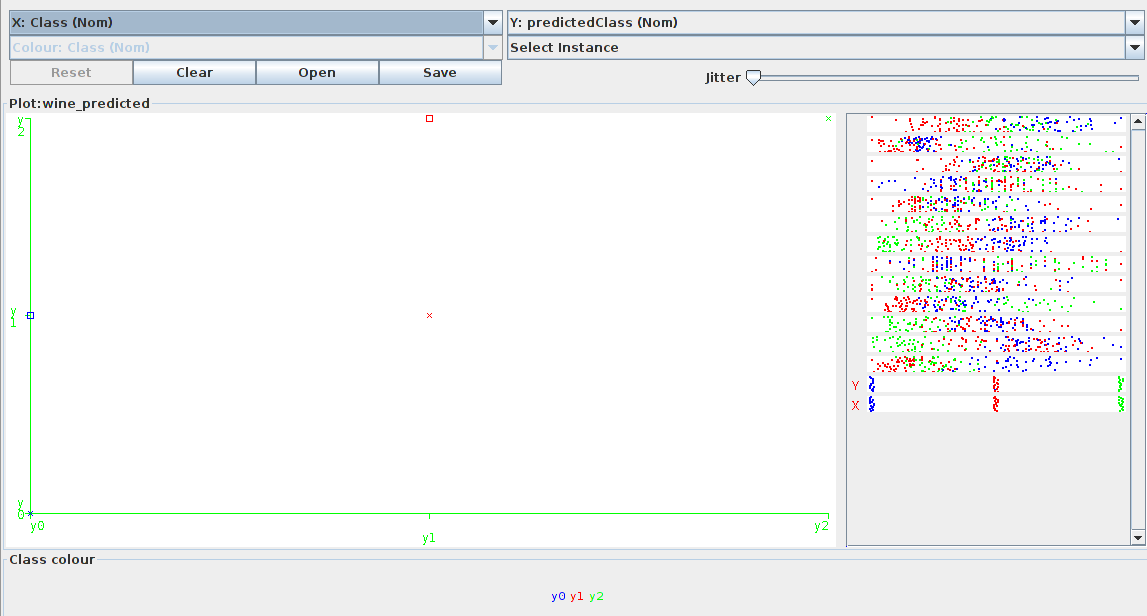 X: Class (Nom)
Y: predictedClass (Nom)
Colour: Class (Nom)
Select Instance
Reset
Clear
Open
Save
Jitter
Plot:wine_predicted
y
2
y
1
y
0
y0
y1
y2
Y
X
Class colour
y0 y1 y2